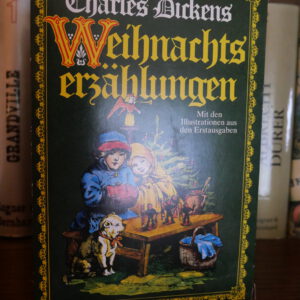 Charles Dickens
Weihnachts
erzählungen
Mit den
Illustrationen aus
den Erstausgaben
GRANDVILLE
DÜRER